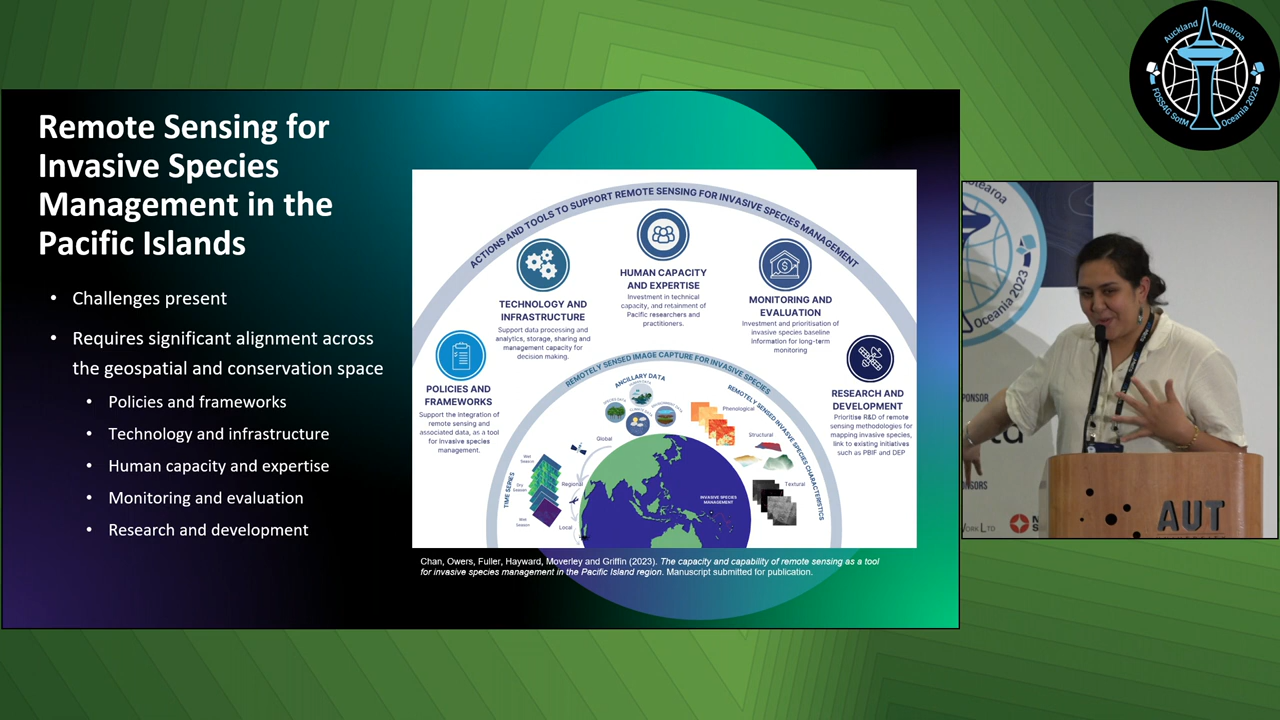 Remote Sensing for
Invasive Species
Management in the
Pacific Islands
• Challenges present
• Requires significant alignment across
the geospatial and conservation space
• Policies and frameworks
• Technology and infrastructure
• Human capacity and expertise
• Monitoring and evaluation
• Research and development
ACTIONS AND TOOLS TO SUPPORT REMOTE SENSING FOR INVASIVE SPECIES MANAGEMENT
POLICIES AND
FRAMEWORKS
Support the integration of
remote sensing and
associated data, as a tool
for invasive species
management.
TECHNOLOGY AND
INFRASTRUCTURE
Support data processing and
analytics, storage, sharing and
management capacity for
decision making.
HUMAN CAPACITY
AND EXPERTISE
Investment in technical
capacity, and retainment of
Pacific researchers and
practitioners.
MONITORING AND
EVALUATION
Investment and prioritisation of
invasive species baseline
information for long-term
monitoring
RESEARCH AND
DEVELOPMENT
Prioritise R&D of remote
sensing methodologies for
mapping invasive species,
link to existing initiatives
such as PBIF and DEP
REMOTELY SENSED IMAGE CAPTURE FOR INVASIVE SPECIES
TIME SERIES
Wet
Season
Dry
Season
Wet
Season
Global
Regional
Local
ANCILLARY DATA
REMOTELY SENSED INVASIVE SPECIES CHARACTERISTICS
Phenological
Structural
Textural
INVASIVE SPECIES
MANAGEMENT
Chan, Owers, Fuller, Hayward, Moverley and Griffin (2023). The capacity and capability of remote sensing as a tool
for invasive species management in the Pacific Island region. Manuscript submitted for publication.
Auckland Aotearoa
FOSS4G SotM Oceania 2023
Aotearoa
Oceania 2023
AUT